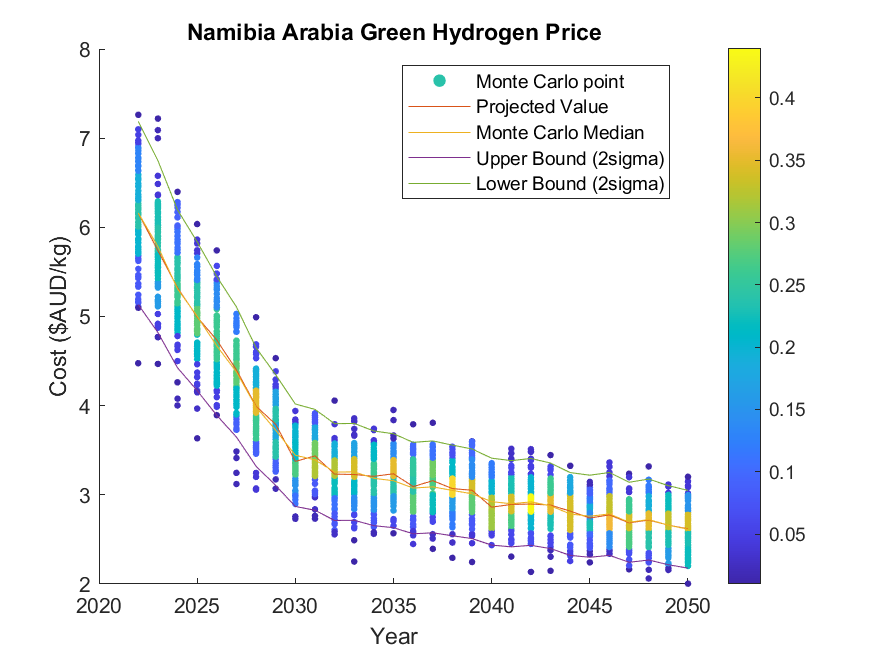 Namibia Arabia Green Hydrogen Price
8
7
6
5
4
3
2
Cost ($AUD/kg)
2020
2025
2030
2035
2040
2045
2050
Year
Monte Carlo point
Projected Value
Monte Carlo Median
Upper Bound (2sigma)
Lower Bound (2sigma)
0.4
0.35
0.3
0.25
0.2
0.15
0.1
0.05